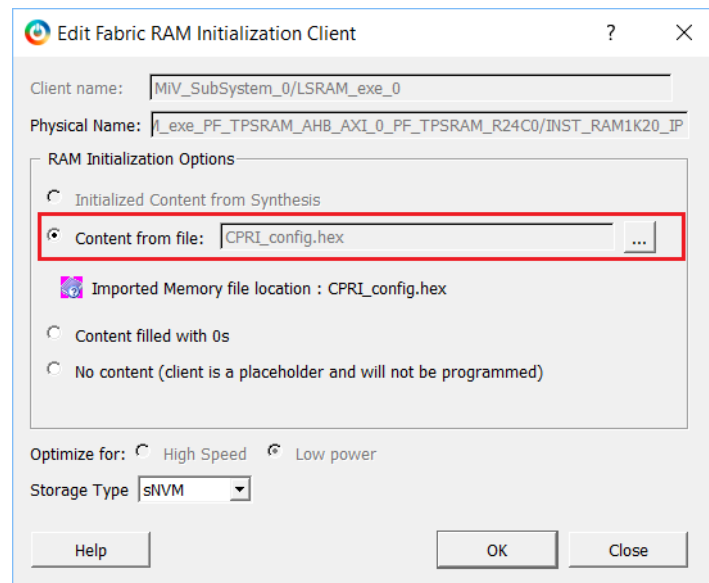 Edit Fabric RAM Initialization Client ? ×
Client name: MiV_SubSystem_0/LSRAM_exe_0
Physical Name: M_exe_PF_TPSRAM_AHB_AXI_0_PF_TPSRAM_R24C0/INST_RAM1K20_IP
RAM Initialization Options
Initialized Content from Synthesis
Content from file: CPRI_config.hex ...
Imported Memory file location : CPRI_config.hex
Content filled with 0s
No content (client is a placeholder and will not be programmed)
Optimize for: High Speed Low power
Storage Type sNVM
Help OK Close